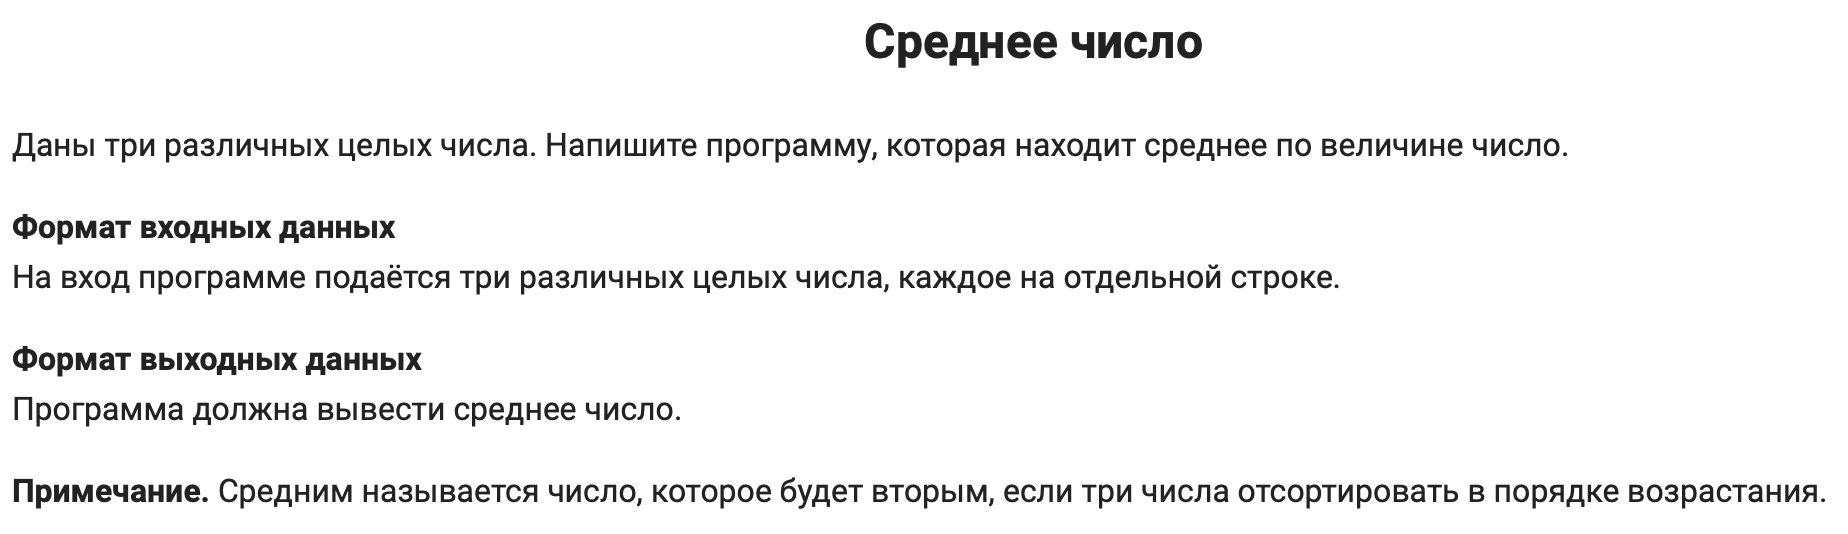 Среднее число
Даны три различных целых числа. Напишите программу, которая находит среднее по величине число.
Формат входных данных
На вход программе подаётся три различных целых числа, каждое на отдельной строке.
Формат выходных данных
Программа должна вывести среднее число.
Примечание. Средним называется число, которое будет вторым, если три числа отсортировать в порядке возрастания.